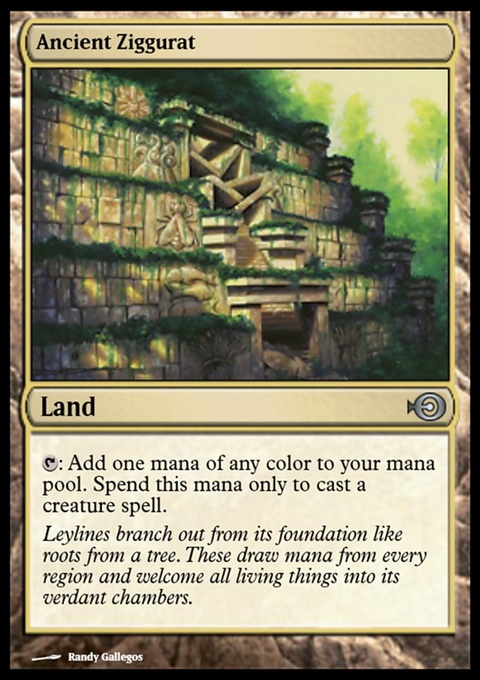 Ancient Ziggurat
Land
: Add one mana of any color to your mana
pool. Spend this mana only to cast a
creature spell.
Leylines branch out from its foundation like
roots from a tree. These draw mana from every
region and welcome all living things into its
verdant chambers.
Randy Gallegos